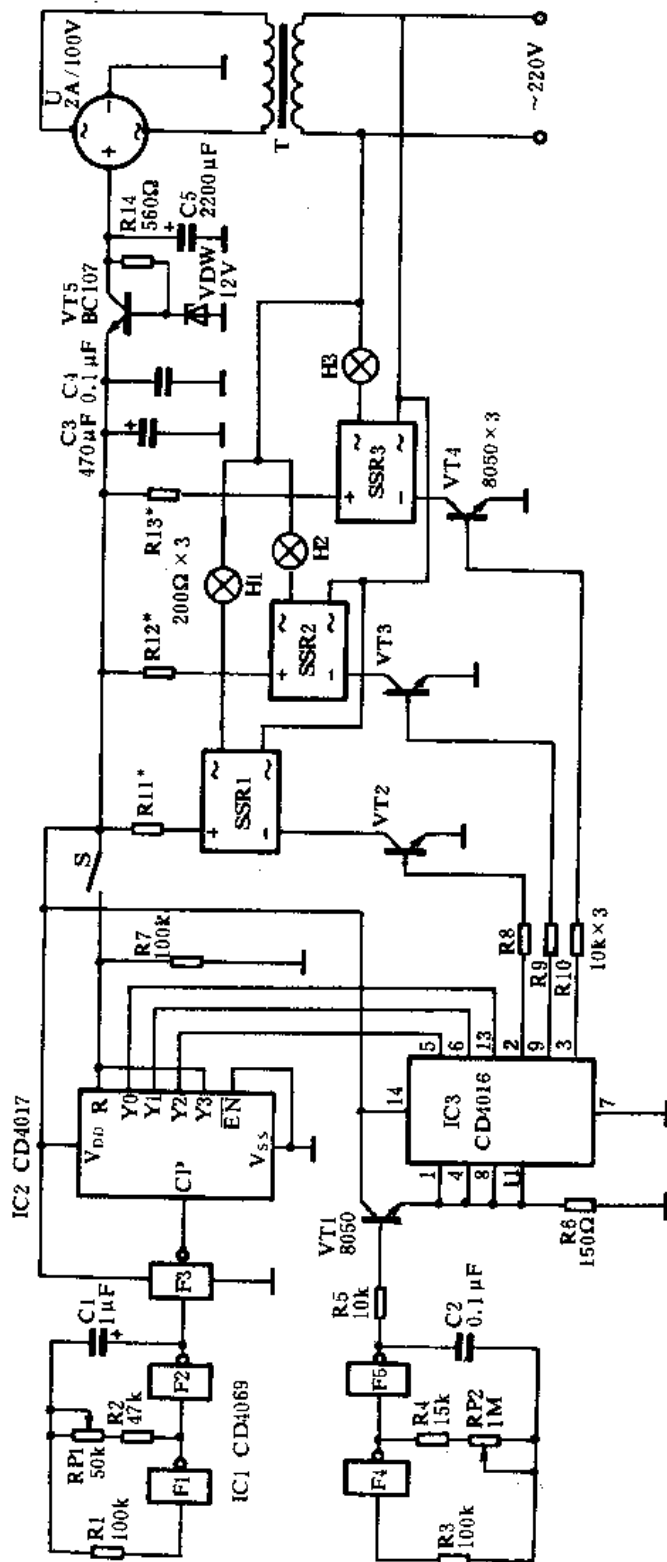 RP1
50k
R1
100k
R2
47k
C1
1μF
+
F1
F2
F3
IC1 CD4069
IC2 CD4017
VDD
CP
VSS
R
Y0
Y1
Y2
Y3
EN
R7
100k
S
R11*
R12*
R13*
200Ω×3
C3
470μF
+
C4
0.1μF
VT5
BC107
R14
560Ω
VDW
12V
C5
2200μF
+
U
2A/100V
~
~
+
-
T
~220V
SSR1
+
-
~
~
SSR2
+
-
~
~
SSR3
+
-
~
~
H1
H2
H3
VT2
VT3
VT4
8050×3
R8
R9
R10
10k×3
14
5
6
13
2
9
3
7
1
4
8
11
IC3
CD4016
VT1
8050
R6
150Ω
R5
10k
F4
F5
C2
0.1μF
R4
15k
RP2
1M
R3
100k